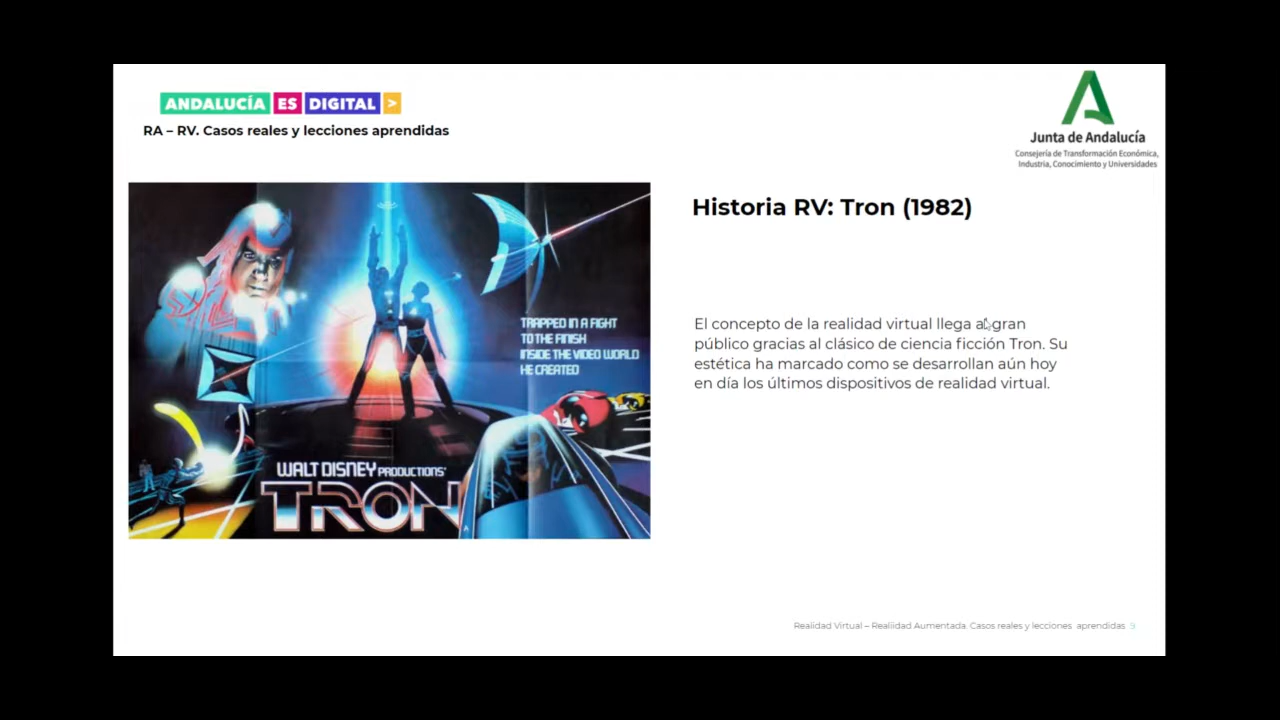 ANDALUCÍA ES DIGITAL >
RA – RV. Casos reales y lecciones aprendidas
Junta de Andalucía
Consejería de Transformación Económica,
Industria, Conocimiento y Universidades
Historia RV: Tron (1982)
TRAPPED IN A FIGHT
TO THE FINISH
INSIDE THE VIDEO WORLD
HE CREATED
WALT DISNEY PRODUCTIONS'
TRON
El concepto de la realidad virtual llega al gran
público gracias al clásico de ciencia ficción Tron. Su
estética ha marcado como se desarrollan aún hoy
en día los últimos dispositivos de realidad virtual.
Realidad Virtual – Realiidad Aumentada. Casos reales y lecciones aprendidas 9